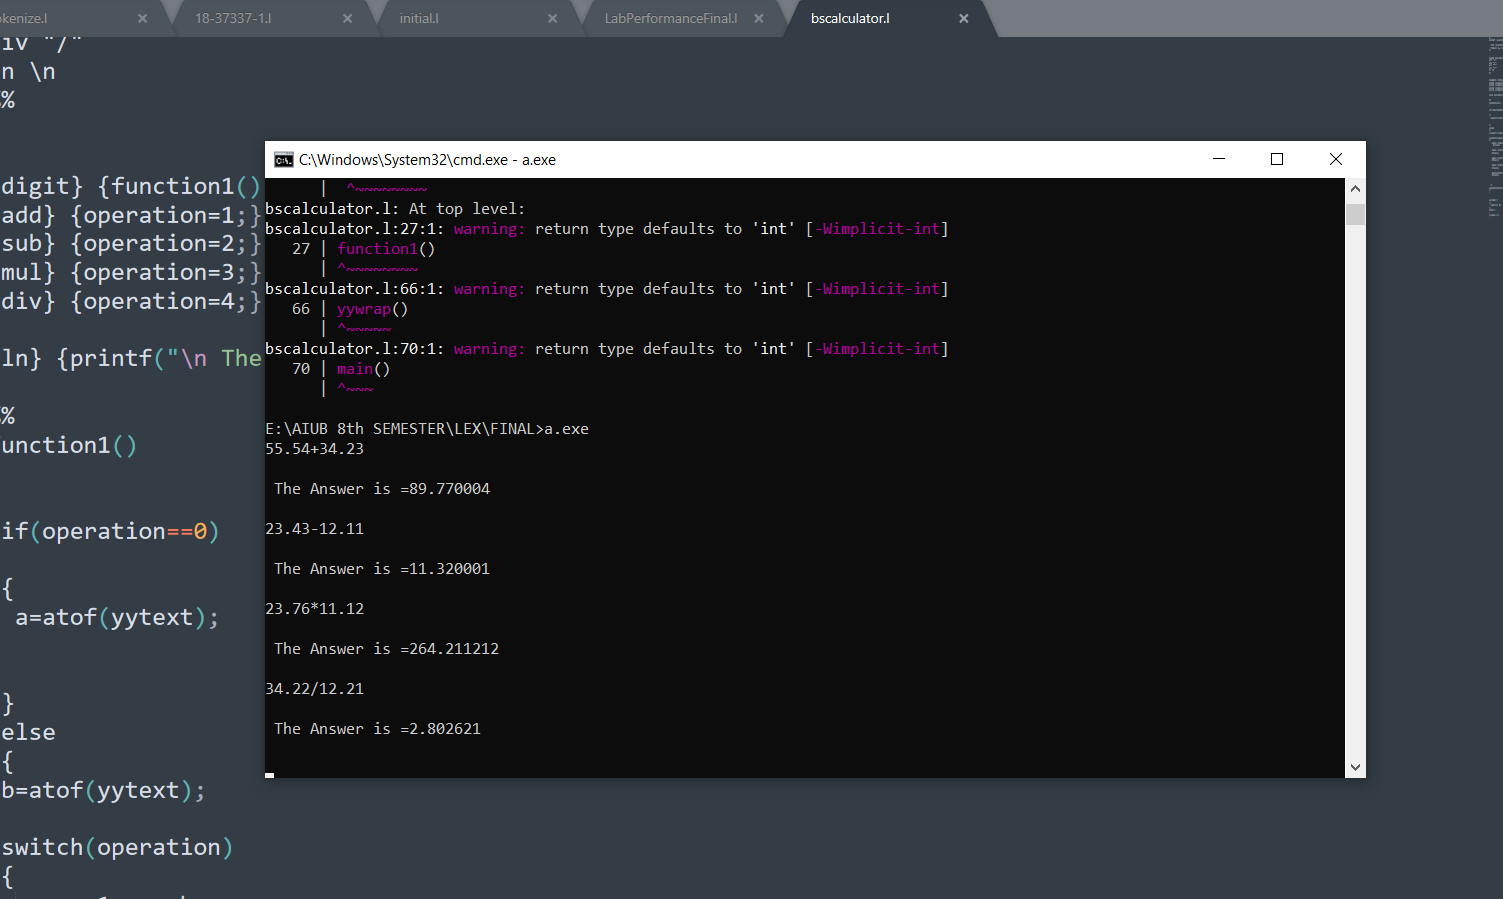 okenize.l
18-37337-1.l
initial.l
LabPerformanceFinal.l
bscalculator.l
iv "/"
n \n
%
digit} {function1()
add} {operation=1;}
sub} {operation=2;}
mul} {operation=3;}
div} {operation=4;}
ln} {printf("\n The
%
unction1()
if(operation==0)
{
a=atof(yytext);
}
else
{
b=atof(yytext);
switch(operation)
{
C:\Windows\System32\cmd.exe - a.exe
| ^~~~~~~~~
bscalculator.l: At top level:
bscalculator.l:27:1: warning: return type defaults to 'int' [-Wimplicit-int]
27 | function1()
| ^~~~~~~~~
bscalculator.l:66:1: warning: return type defaults to 'int' [-Wimplicit-int]
66 | yywrap()
| ^~~~~~
bscalculator.l:70:1: warning: return type defaults to 'int' [-Wimplicit-int]
70 | main()
| ^~~~
E:\AIUB 8th SEMESTER\LEX\FINAL>a.exe
55.54+34.23
The Answer is =89.770004
23.43-12.11
The Answer is =11.320001
23.76*11.12
The Answer is =264.211212
34.22/12.21
The Answer is =2.802621